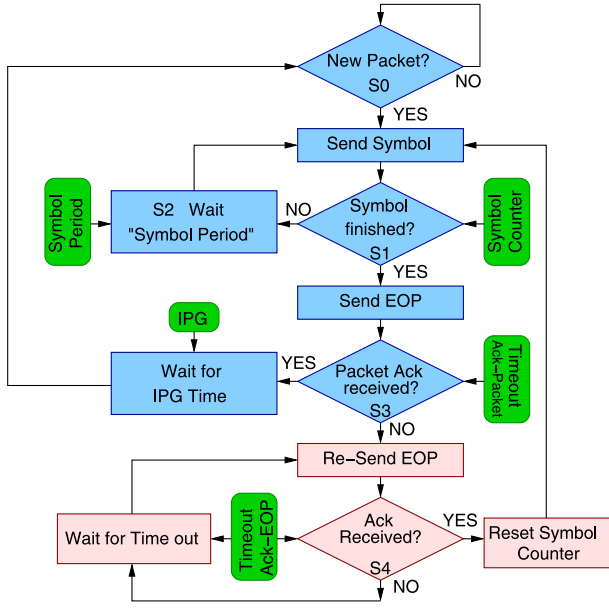 New Packet?
S0
NO
YES
Send Symbol
Symbol
Period
S2 Wait
"Symbol Period"
NO
Symbol
finished?
S1
Symbol
Counter
YES
Send EOP
IPG
Wait for
IPG Time
YES
Packet Ack
received?
S3
Timeout
Ack-Packet
NO
Re-Send EOP
Wait for Time out
Timeout
Ack-EOP
Ack
Received?
S4
YES
Reset Symbol
Counter
NO